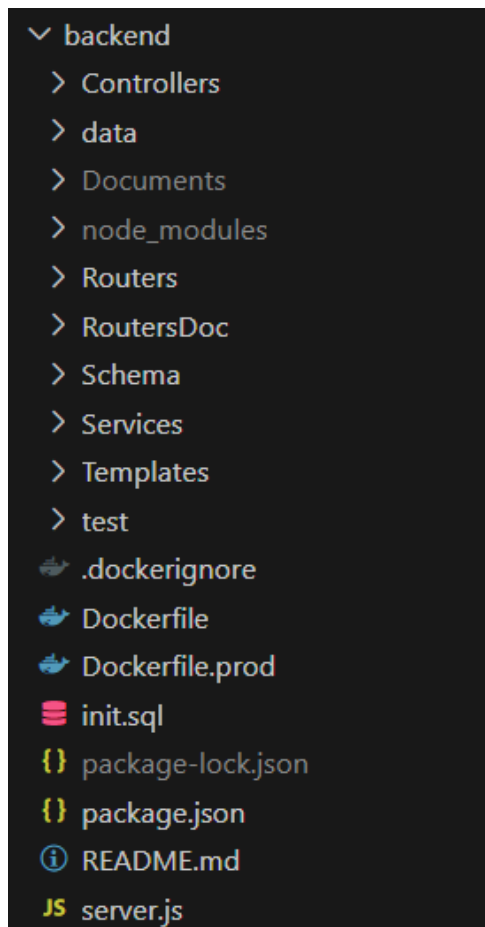 backend
Controllers
data
Documents
node_modules
Routers
RoutersDoc
Schema
Services
Templates
test
.dockerignore
Dockerfile
Dockerfile.prod
init.sql
{} package-lock.json
{} package.json
README.md
JS server.js